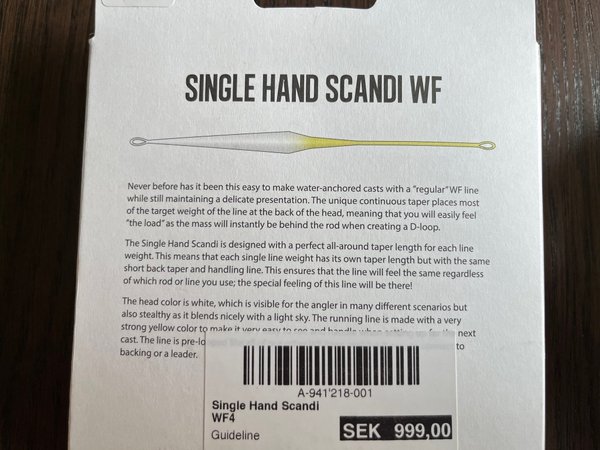 SINGLE HAND SCANDI WF
Never before has it been this easy to make water-anchored casts with a "regular" WF line
while still maintaining a delicate presentation. The unique continuous taper places most
of the target weight of the line at the back of the head, meaning that you will easily feel
"the load" as the mass will instantly be behind the rod when creating a D-loop.
The Single Hand Scandi is designed with a perfect all-around taper length for each line
weight. This means that each single line weight has its own taper length but with the same
short back taper and handling line. This ensures that the line will feel the same regardless
of which rod or line you use; the special feeling of this line will be there!
The head color is white, which is visible for the angler in many different scenarios but
also stealthy as it blends nicely with a light sky. The running line is made with a very
strong yellow color to make it very easy to see and handle when setting up for the next
cast. The line is pre-lo to
backing or a leader.
A-941'218-001
Single Hand Scandi
WF4
Guideline
SEK 999,00